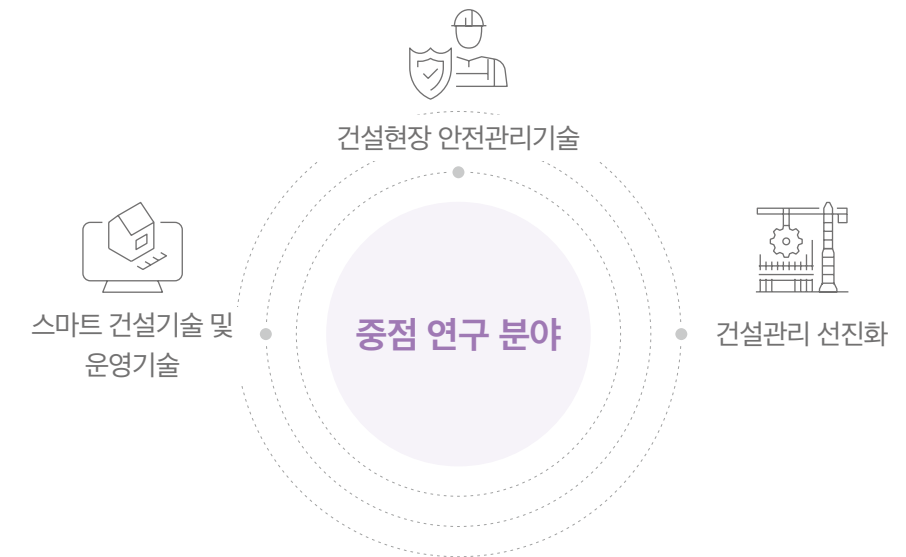 건설현장 안전관리기술
스마트 건설기술 및
운영기술
중점 연구 분야
건설관리 선진화